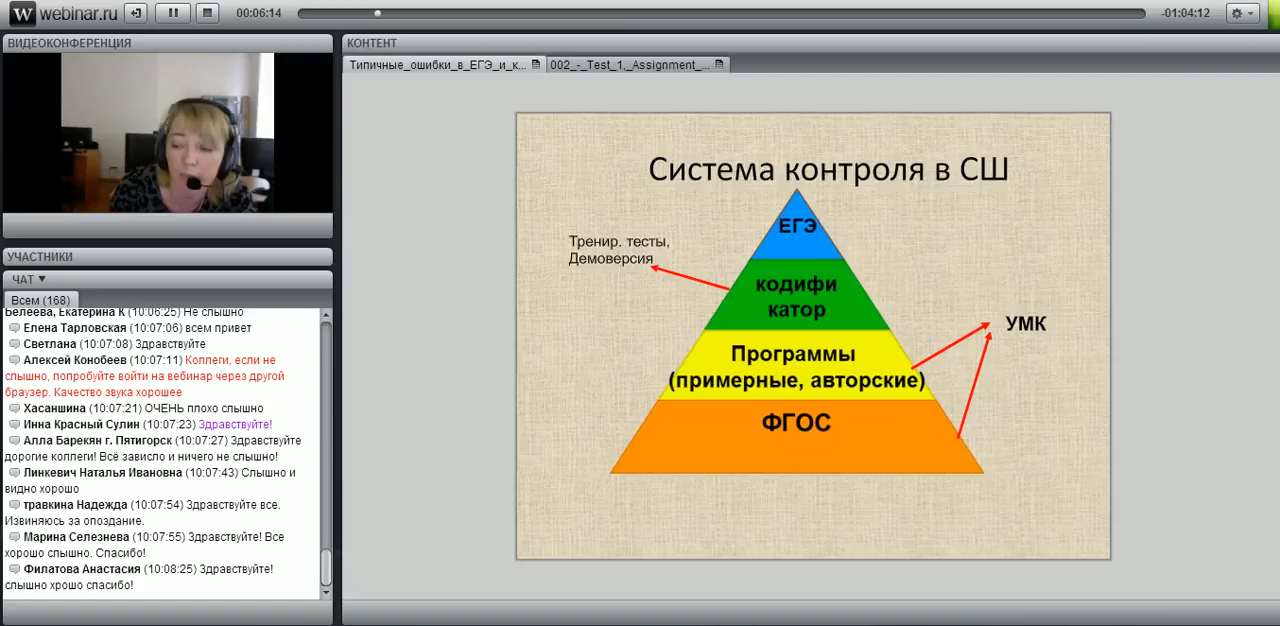 W webinar.ru
00:06:14
-01:04:12
ВИДЕОКОНФЕРЕНЦИЯ
УЧАСТНИКИ
ЧАТ
Всем (168)
Белеева, Екатерина К (10:06:25) Не слышно
Елена Тарловская (10:07:06) всем привет
Светлана (10:07:08) Здравствуйте
Алексей Конобеев (10:07:11) Коллеги, если не
слышно, попробуйте войти на вебинар через другой
браузер. Качество звука хорошее
Хасаншина (10:07:21) ОЧЕНЬ плохо слышно
Инна Красный Сулин (10:07:23) Здравствуйте!
Алла Барекян г. Пятигорск (10:07:27) Здравствуйте
дорогие коллеги! Всё зависло и ничего не слышно!
Линкевич Наталья Ивановна (10:07:43) Слышно и
видно хорошо
травкина Надежда (10:07:54) Здравствуйте все.
Извиняюсь за опоздание.
Марина Селезнева (10:07:55) Здравствуйте! Все
хорошо слышно. Спасибо!
Филатова Анастасия (10:08:25) Здравствуйте!
слышно хрошо спасибо!
КОНТЕНТ
Типичные_ошибки_в_ЕГЭ_и_к...
002_-_Test_1,_Assignment_...
Система контроля в СШ
ЕГЭ
Тренир. тесты,
Демоверсия
кодифи
катор
УМК
Программы
(примерные, авторские)
ФГОС